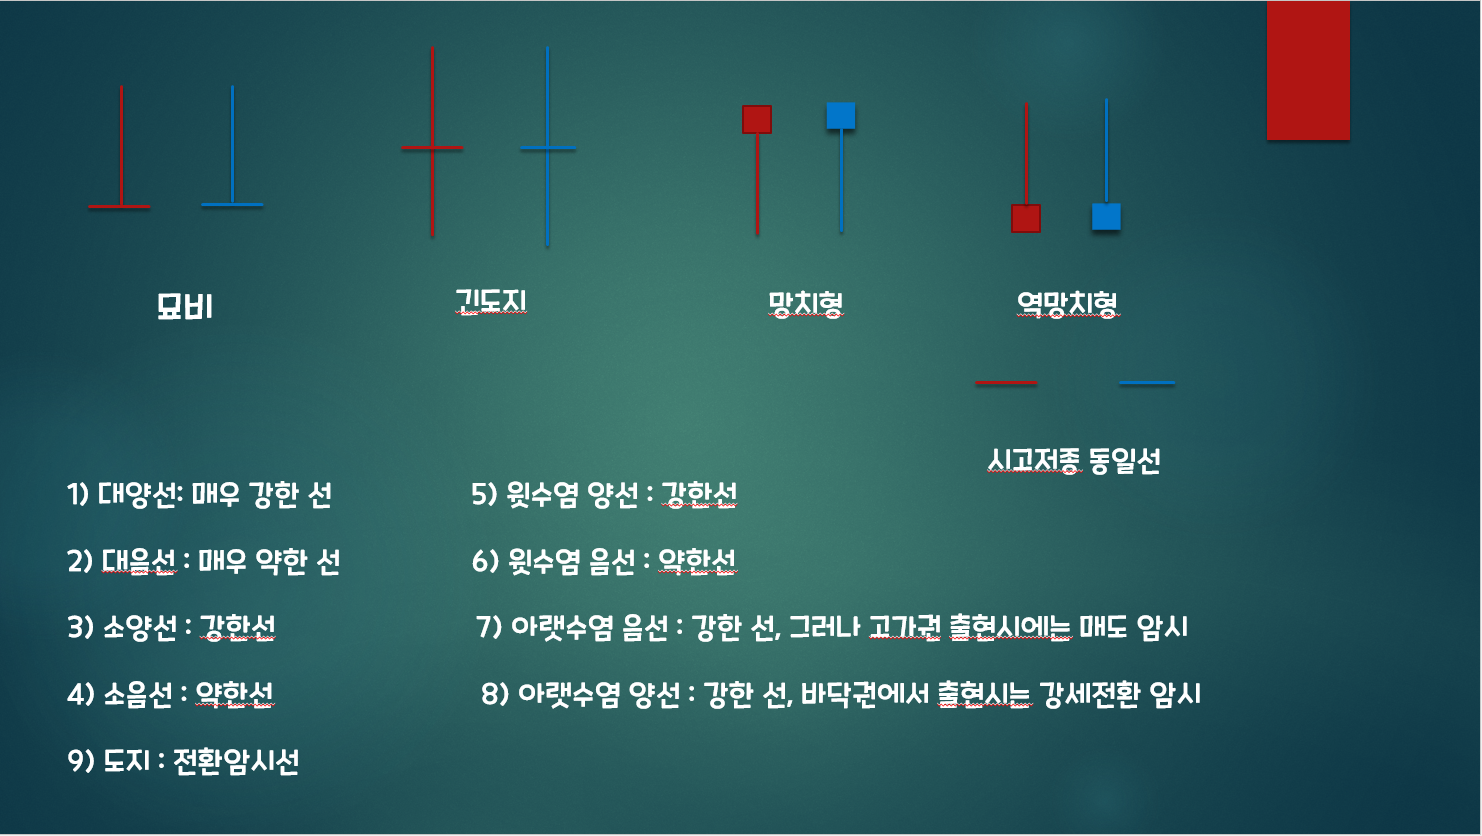 묘비
긴도지
망치형
역망치형
시고저종 동일선
1) 대양선: 매우 강한 선
2) 대음선 : 매우 약한 선
3) 소양선 : 강한선
4) 소음선 : 약한선
9) 도지 : 전환암시선
5) 윗수염 양선 : 강한선
6) 윗수염 음선 : 약한선
7) 아랫수염 음선 : 강한 선, 그러나 고가권 출현시에는 매도 암시
8) 아랫수염 양선 : 강한 선, 바닥권에서 출현시는 강세전환 암시